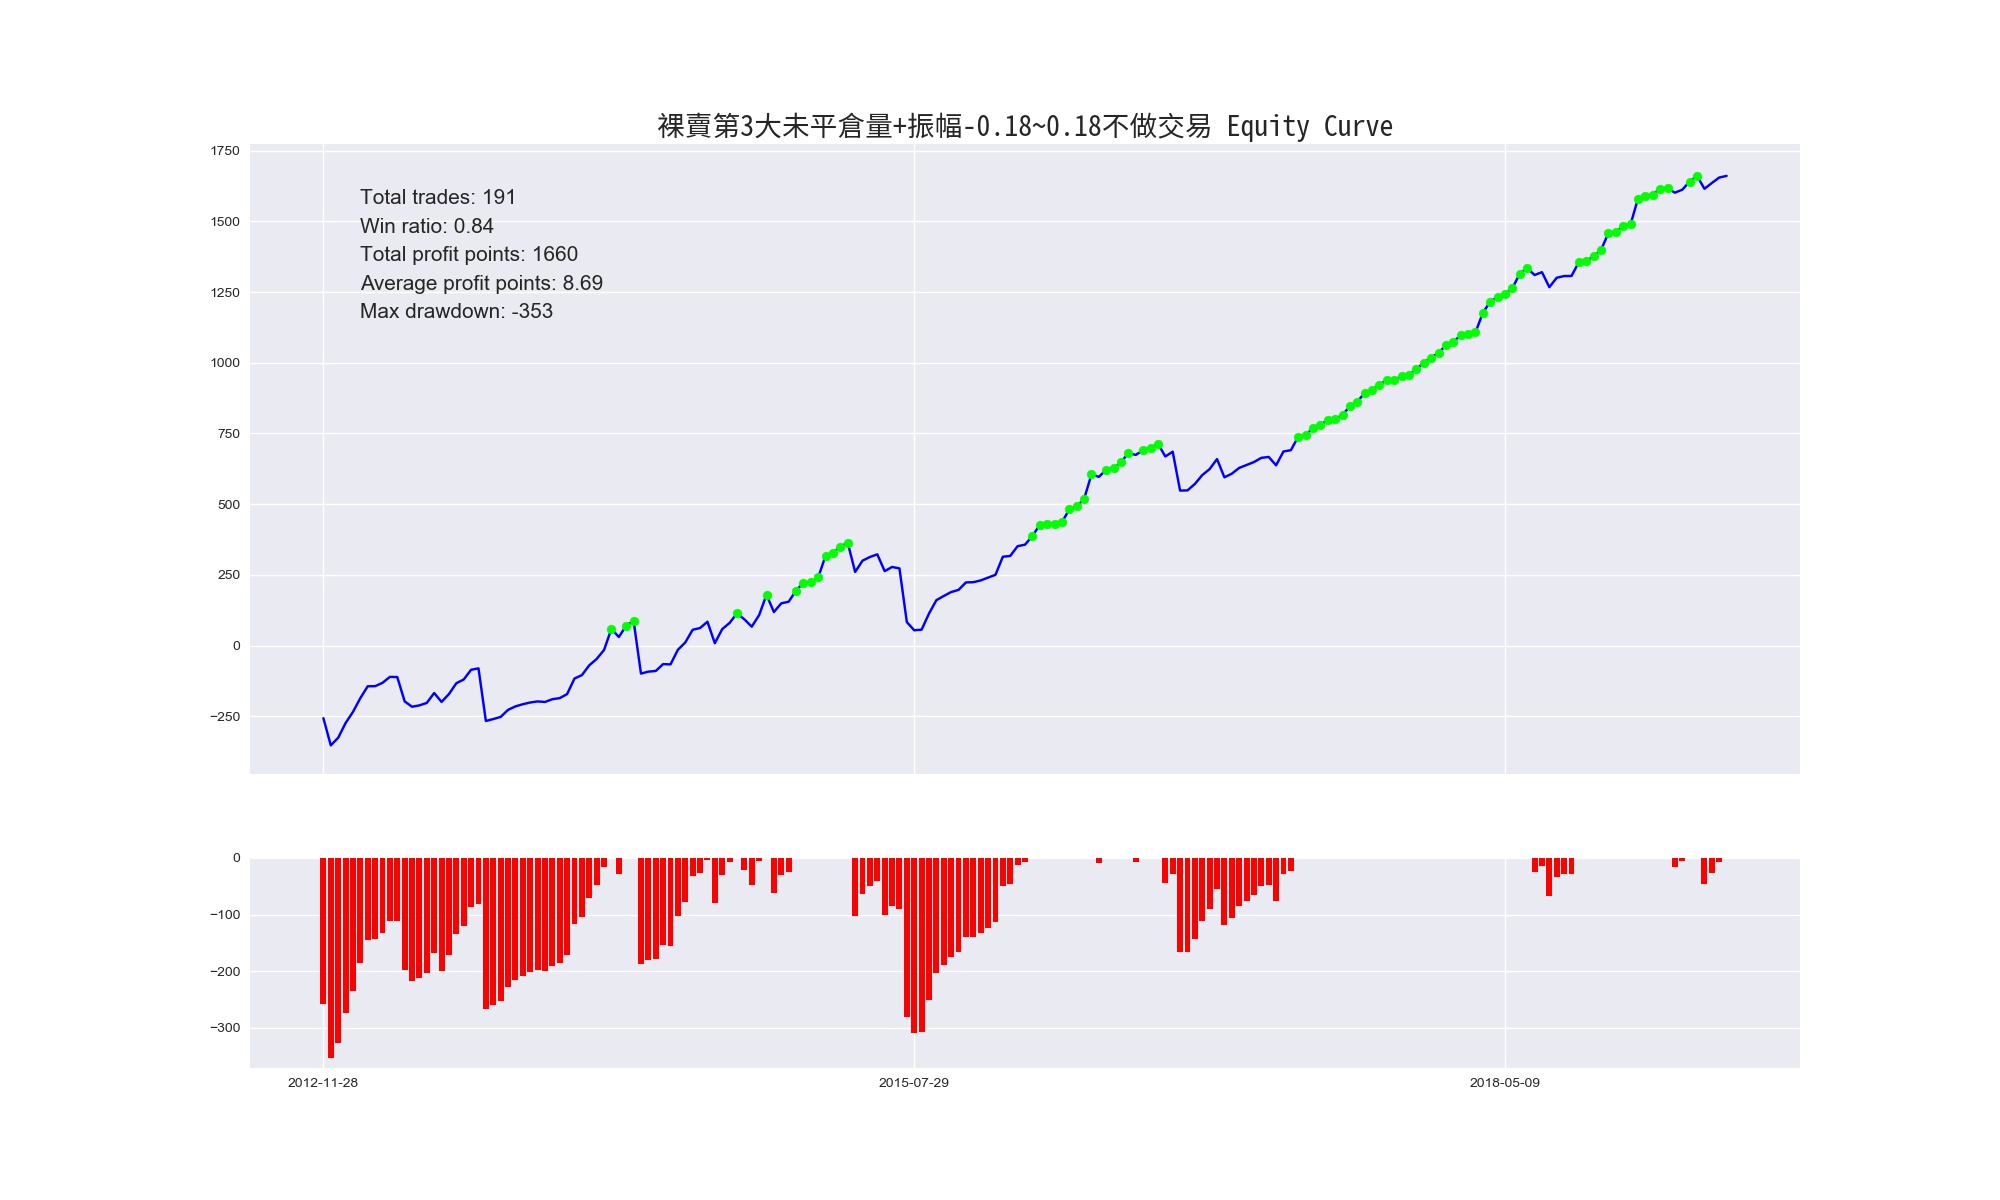 裸賣第3大未平倉量+振幅-0.18~0.18不做交易 Equity Curve
1750
1500
1250
1000
750
500
250
0
−250
Total trades: 191
Win ratio: 0.84
Total profit points: 1660
Average profit points: 8.69
Max drawdown: -353
0
−100
−200
−300
2012-11-28
2015-07-29
2018-05-09